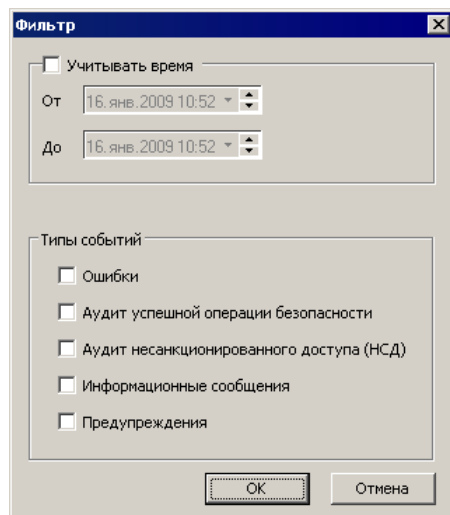 Фильтр
Учитывать время
От 16.янв.2009 10:52
До 16.янв.2009 10:52
Типы событий
Ошибки
Аудит успешной операции безопасности
Аудит несанкционированного доступа (НСД)
Информационные сообщения
Предупреждения
OK Отмена